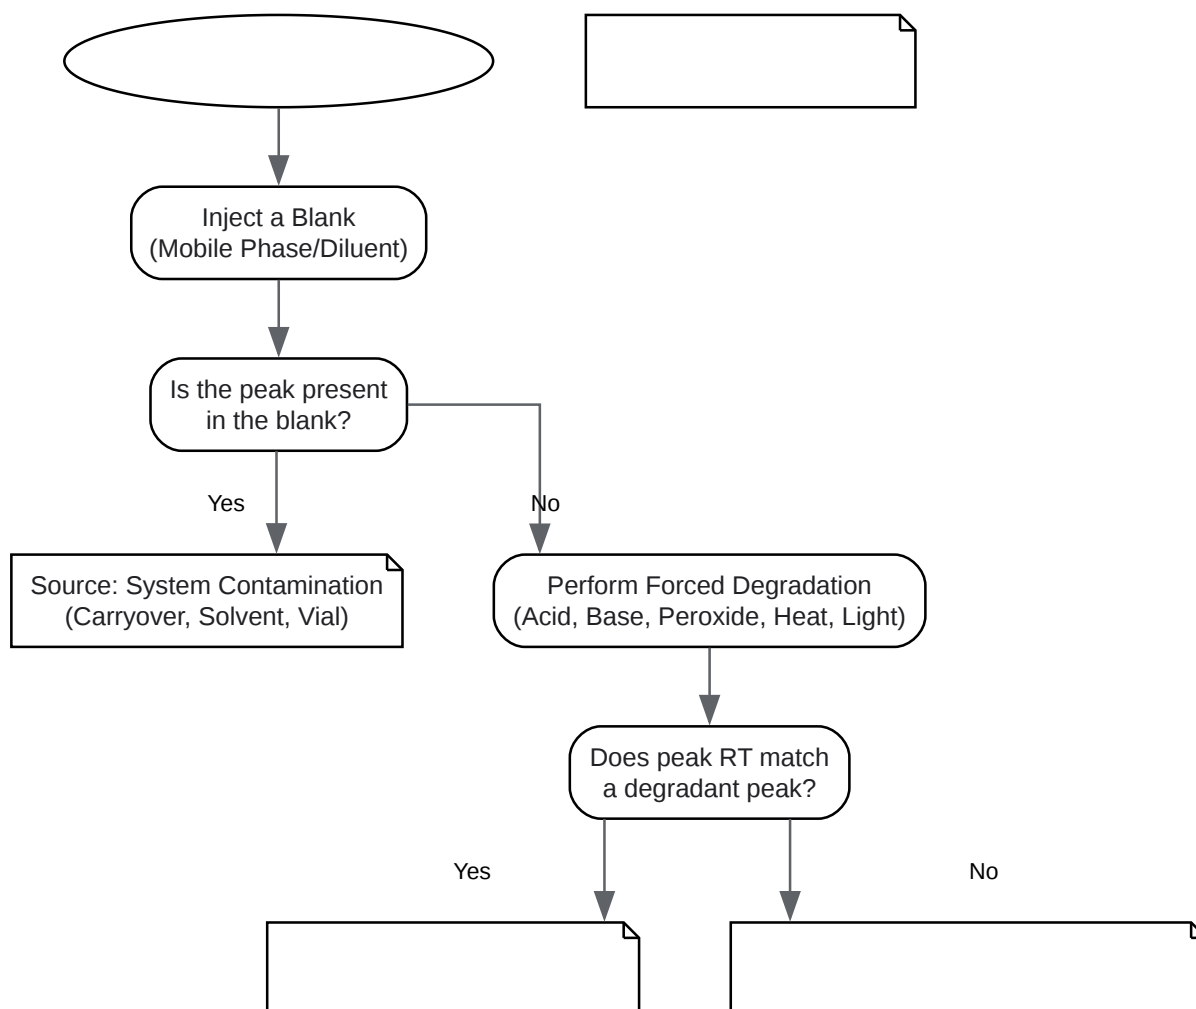 Inject a Blank
(Mobile Phase/Diluent)
Is the peak present
in the blank?
Yes
No
Source: System Contamination
(Carryover, Solvent, Vial)
Perform Forced Degradation
(Acid, Base, Peroxide, Heat, Light)
Does peak RT match
a degradant peak?
Yes
No